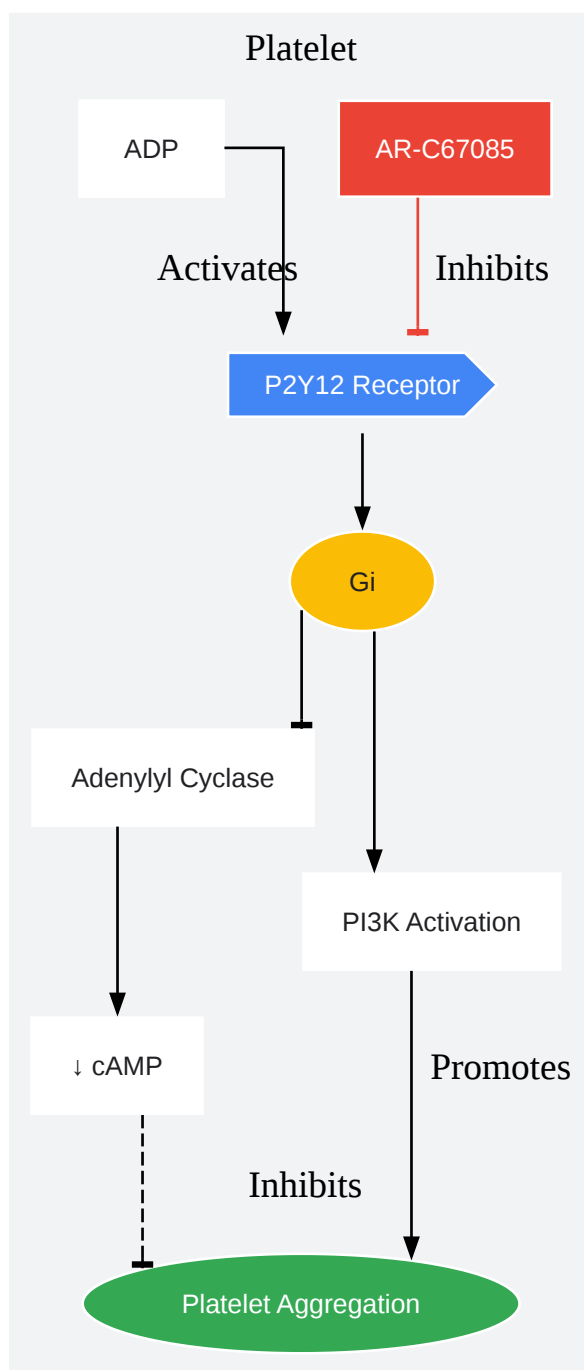 Platelet
ADP
AR-C67085
Activates
Inhibits
P2Y12 Receptor
Gi
Adenylyl Cyclase
PI3K Activation
↓ cAMP
Promotes
Inhibits
Platelet Aggregation